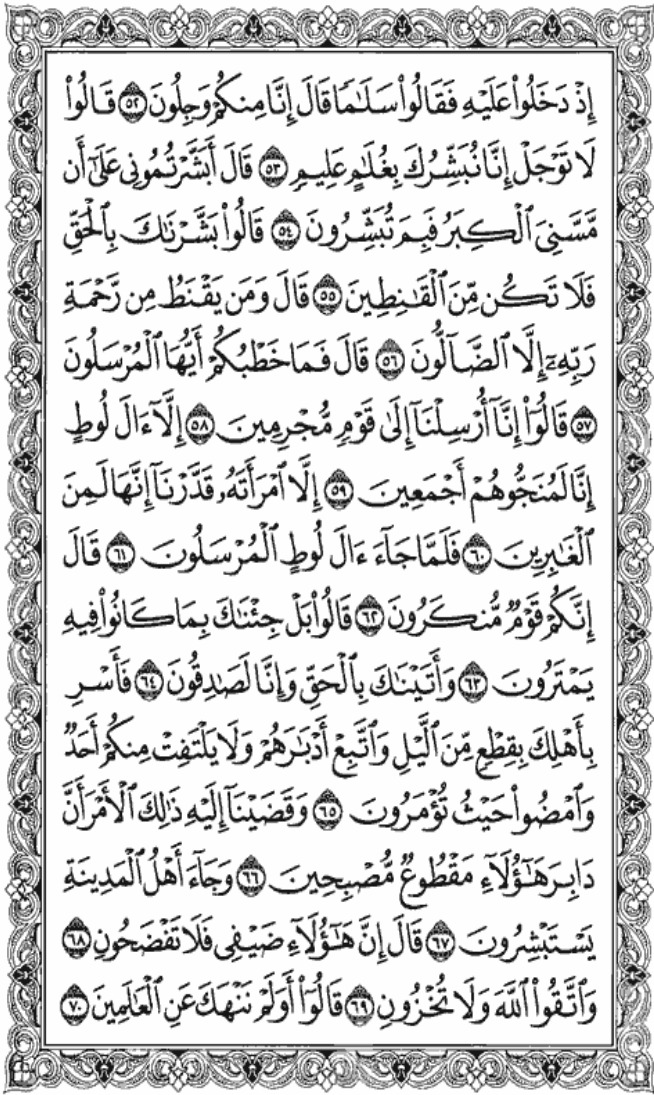 إِذْ دَخَلُوا۟ عَلَيْهِ فَقَالُوا۟ سَلَـٰمًا قَالَ إِنَّا مِنكُمْ وَجِلُونَ ٥٢ قَالُوا۟
لَا تَوْجَلْ إِنَّا نُبَشِّرُكَ بِغُلَـٰمٍ عَلِيمٍ ٥٣ قَالَ أَبَشَّرْتُمُونِى عَلَىٰٓ أَن
مَّسَّنِىَ ٱلْكِبَرُ فَبِمَ تُبَشِّرُونَ ٥٤ قَالُوا۟ بَشَّرْنَـٰكَ بِٱلْحَقِّ
فَلَا تَكُن مِّنَ ٱلْقَـٰنِطِينَ ٥٥ قَالَ وَمَن يَقْنَطُ مِن رَّحْمَةِ
رَبِّهِۦٓ إِلَّا ٱلضَّآلُّونَ ٥٦ قَالَ فَمَا خَطْبُكُمْ أَيُّهَا ٱلْمُرْسَلُونَ
٥٧ قَالُوٓا۟ إِنَّآ أُرْسِلْنَآ إِلَىٰ قَوْمٍ مُّجْرِمِينَ ٥٨ إِلَّآ ءَالَ لُوطٍ
إِنَّا لَمُنَجُّوهُمْ أَجْمَعِينَ ٥٩ إِلَّا ٱمْرَأَتَهُۥ قَدَّرْنَآ إِنَّهَا لَمِنَ
ٱلْغَـٰبِرِينَ ٦٠ فَلَمَّا جَآءَ ءَالَ لُوطٍ ٱلْمُرْسَلُونَ ٦١ قَالَ
إِنَّكُمْ قَوْمٌ مُّنكَرُونَ ٦٢ قَالُوا۟ بَلْ جِئْنَـٰكَ بِمَا كَانُوا۟ فِيهِ
يَمْتَرُونَ ٦٣ وَأَتَيْنَـٰكَ بِٱلْحَقِّ وَإِنَّا لَصَـٰدِقُونَ ٦٤ فَأَسْرِ
بِأَهْلِكَ بِقِطْعٍ مِّنَ ٱلَّيْلِ وَٱتَّبِعْ أَدْبَـٰرَهُمْ وَلَا يَلْتَفِتْ مِنكُمْ أَحَدٌ
وَٱمْضُوا۟ حَيْثُ تُؤْمَرُونَ ٦٥ وَقَضَيْنَآ إِلَيْهِ ذَٰلِكَ ٱلْأَمْرَ أَنَّ
دَابِرَ هَـٰٓؤُلَآءِ مَقْطُوعٌ مُّصْبِحِينَ ٦٦ وَجَآءَ أَهْلُ ٱلْمَدِينَةِ
يَسْتَبْشِرُونَ ٦٧ قَالَ إِنَّ هَـٰٓؤُلَآءِ ضَيْفِى فَلَا تَفْضَحُونِ ٦٨
وَٱتَّقُوا۟ ٱللَّهَ وَلَا تُخْزُونِ ٦٩ قَالُوٓا۟ أَوَلَمْ نَنْهَكَ عَنِ ٱلْعَـٰلَمِينَ ٧٠